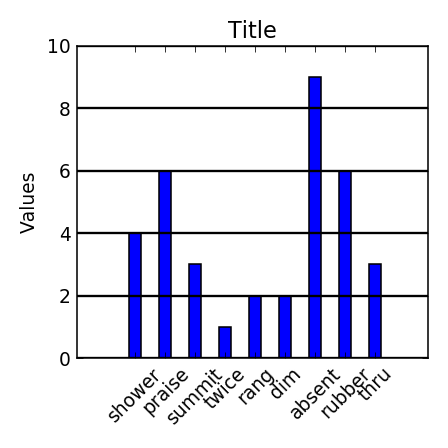 Title
10
8
6
4
2
0
Values
shower
praise
summit
twice
rang
dim
absent
rubber
thru